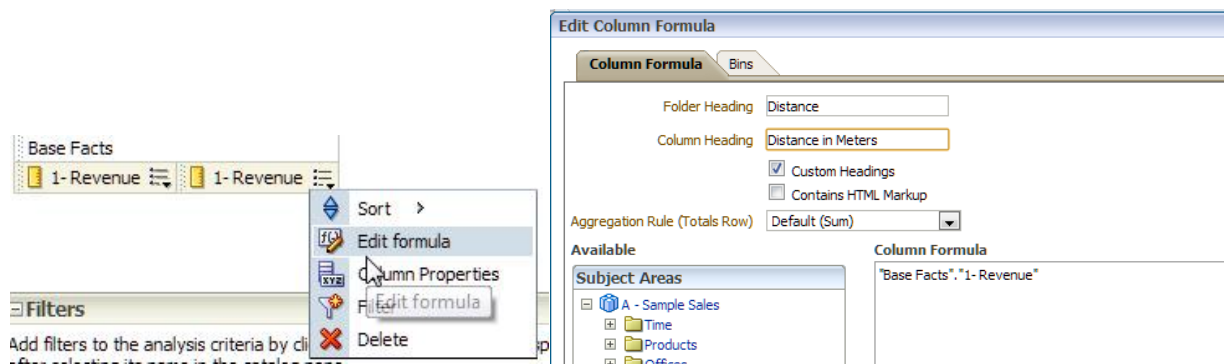 Base Facts
1- Revenue 1- Revenue
Sort >
Edit formula
Column Properties
Filter
Edit formula
Delete
Filters
Add filters to the analysis criteria by
Edit Column Formula
Column Formula Bins
Folder Heading Distance
Column Heading Distance in Meters
Custom Headings
Contains HTML Markup
Aggregation Rule (Totals Row) Default (Sum)
Available Column Formula
Subject Areas "Base Facts"."1- Revenue"
A - Sample Sales
Time
Products
Offices